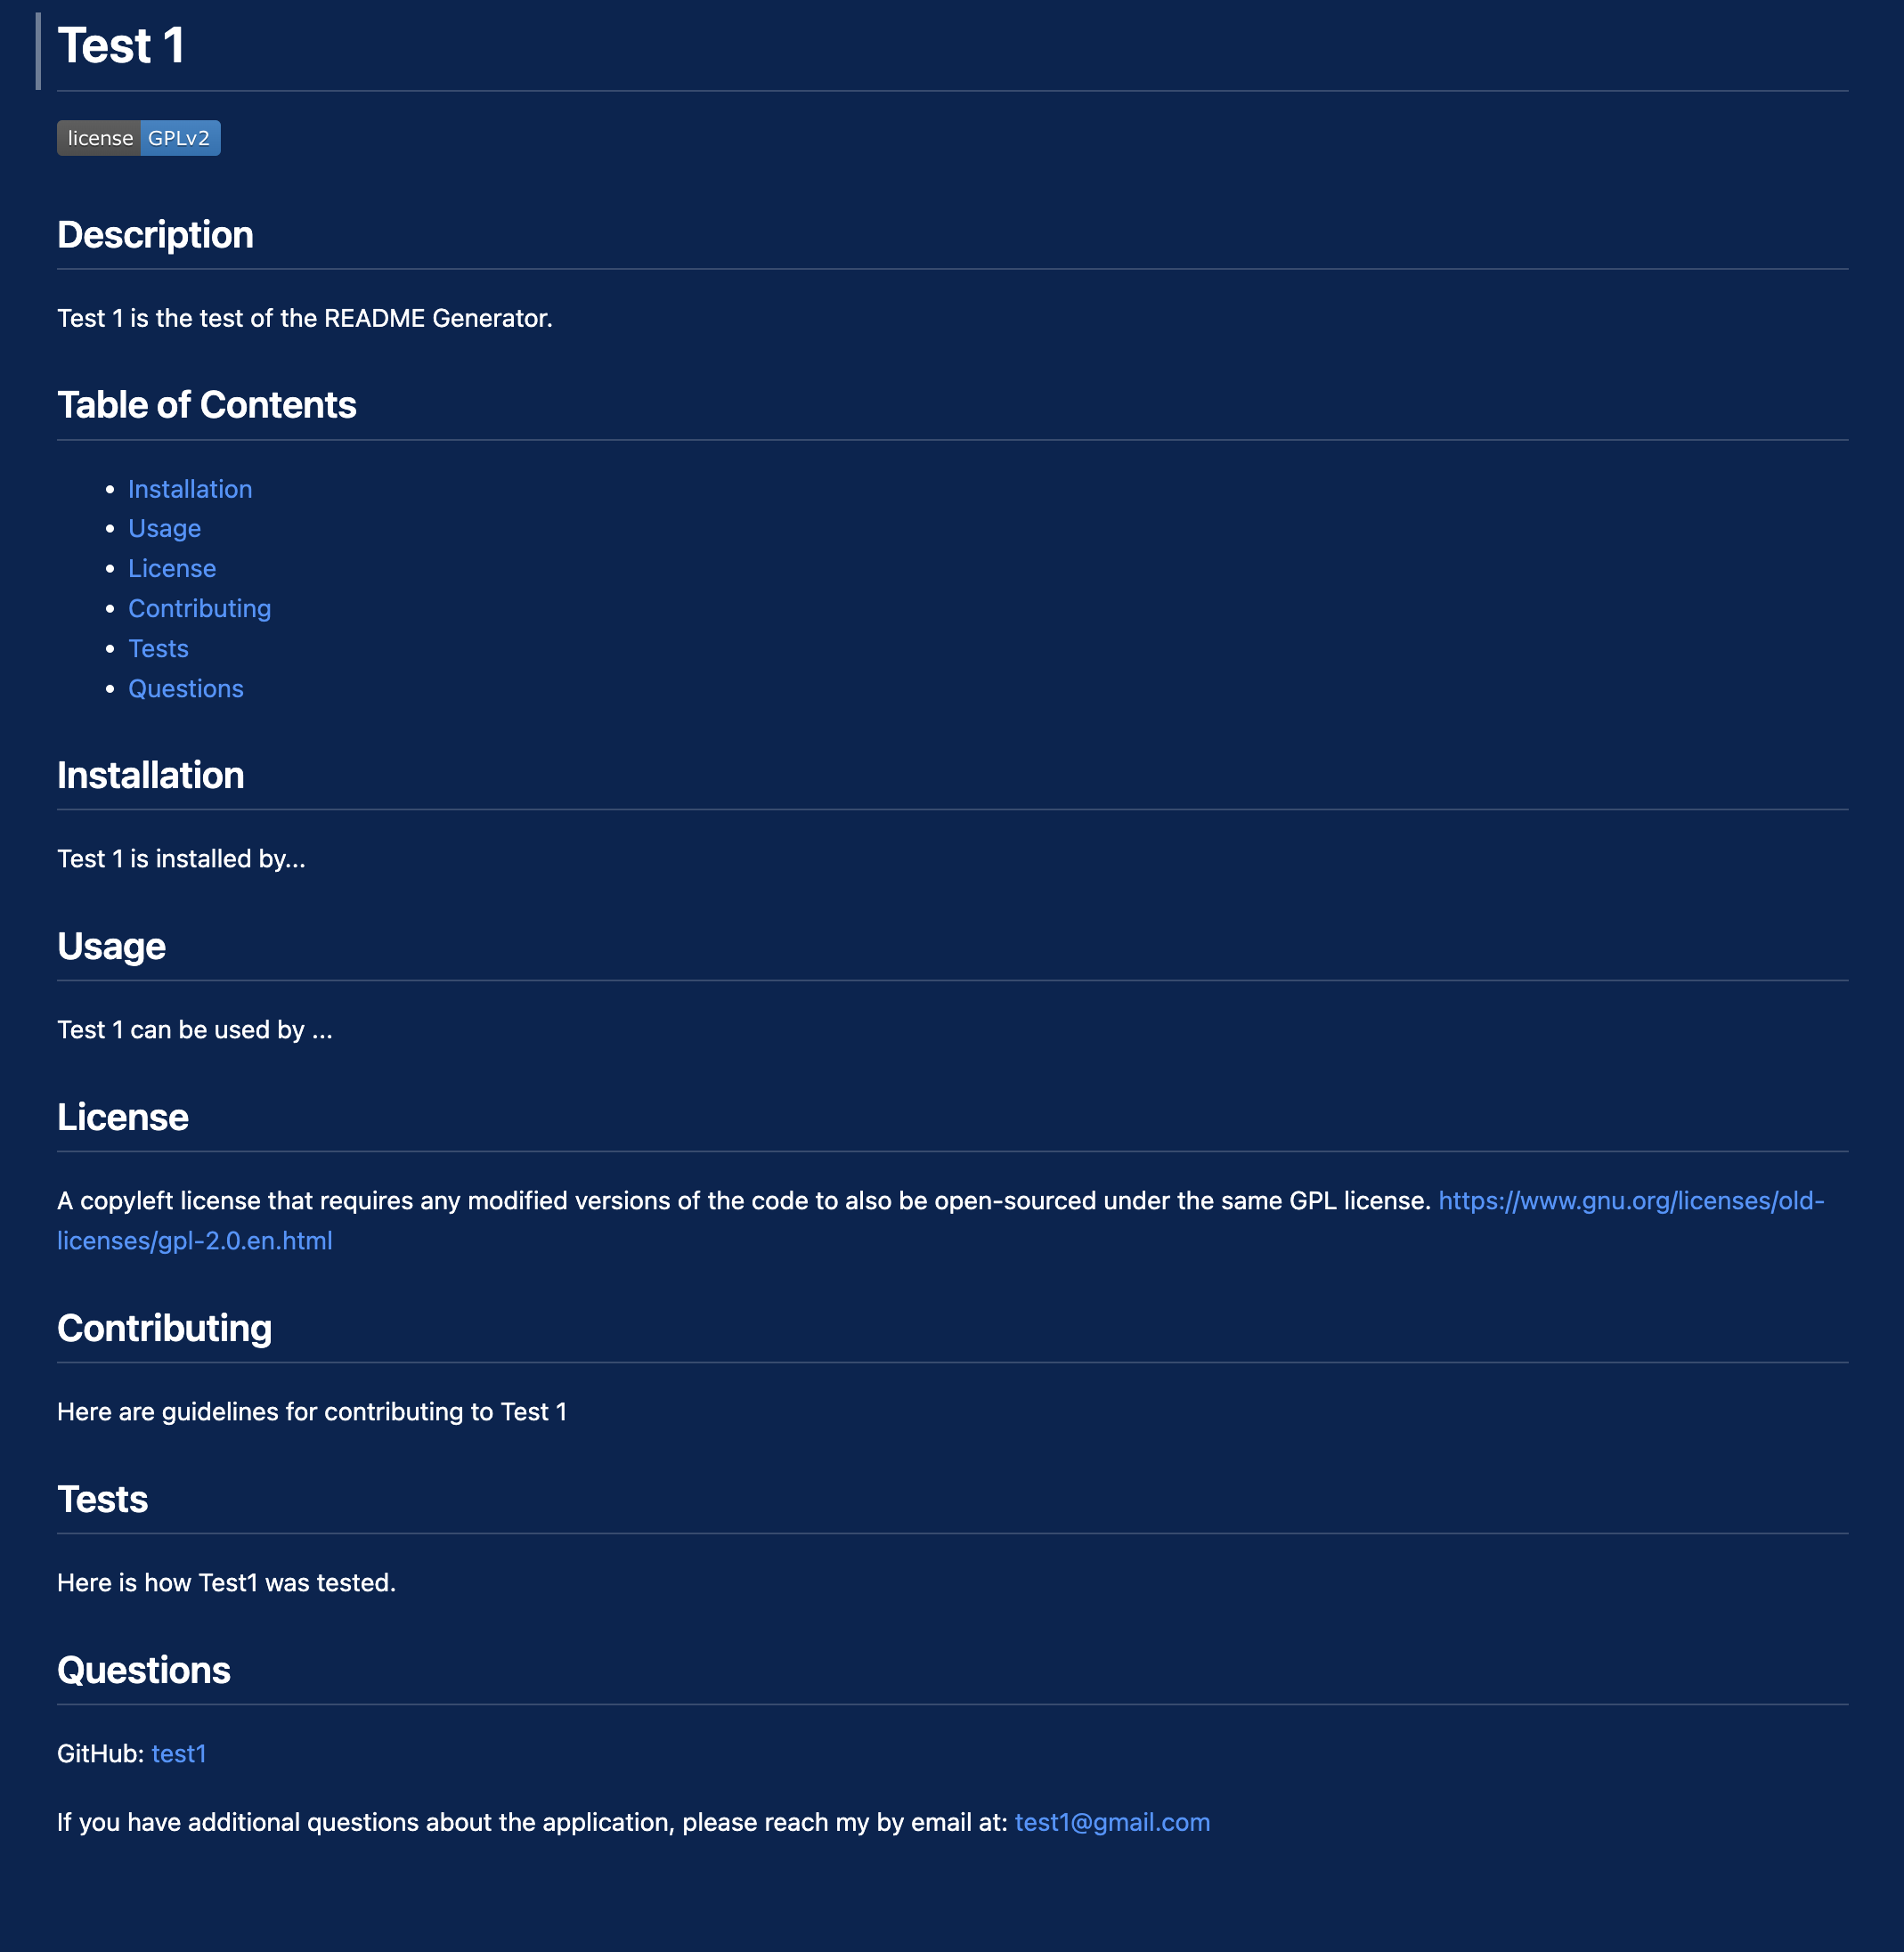 Test 1
license GPLv2
Description
Test 1 is the test of the README Generator.
Table of Contents
Installation
Usage
License
Contributing
Tests
Questions
Installation
Test 1 is installed by...
Usage
Test 1 can be used by ...
License
A copyleft license that requires any modified versions of the code to also be open-sourced under the same GPL license. https://www.gnu.org/licenses/old-
licenses/gpl-2.0.en.html
Contributing
Here are guidelines for contributing to Test 1
Tests
Here is how Test1 was tested.
Questions
GitHub: test1
If you have additional questions about the application, please reach my by email at: test1@gmail.com